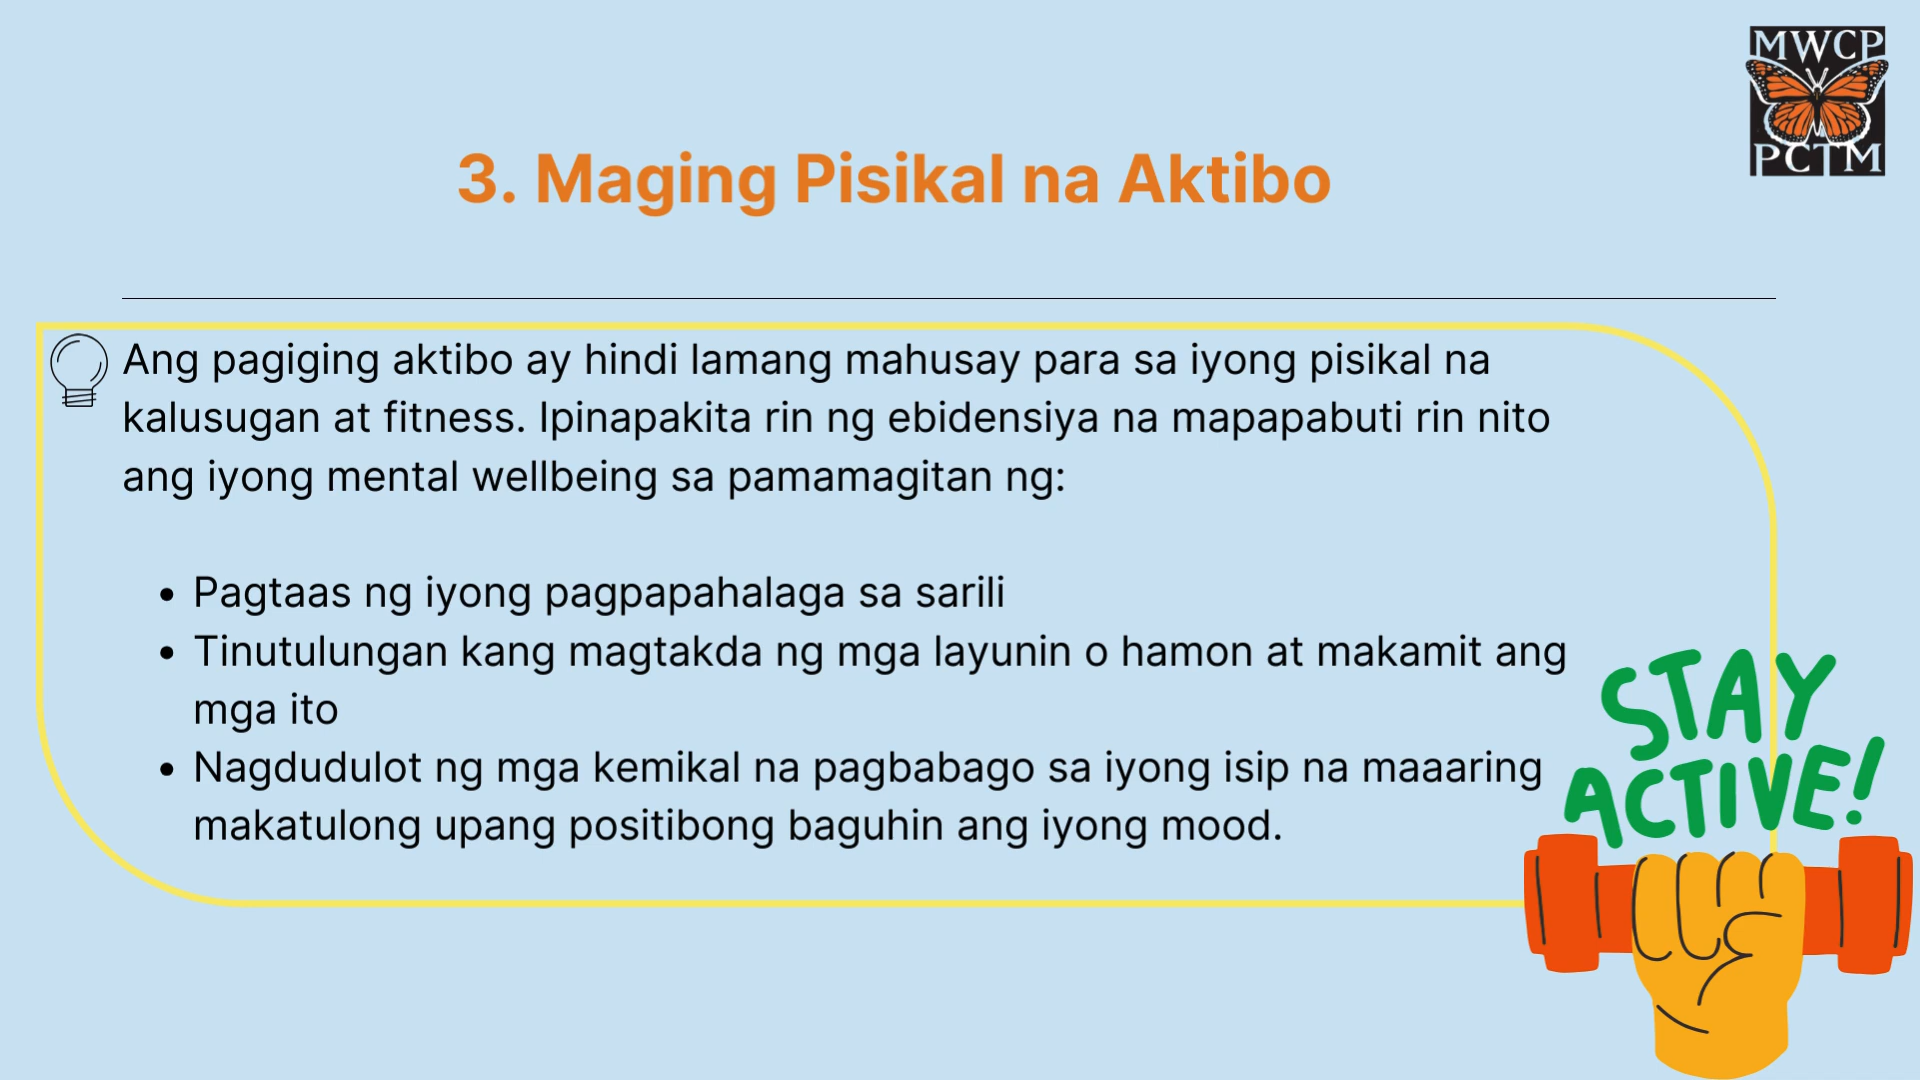 MWCP
PCTM
3. Maging Pisikal na Aktibo
Ang pagiging aktibo ay hindi lamang mahusay para sa iyong pisikal na
kalusugan at fitness. Ipinapakita rin ng ebidensiya na mapapabuti rin nito
ang iyong mental wellbeing sa pamamagitan ng:
• Pagtaas ng iyong pagpapahalaga sa sarili
• Tinutulungan kang magtakda ng mga layunin o hamon at makamit ang
mga ito
• Nagdudulot ng mga kemikal na pagbabago sa iyong isip na maaaring
makatulong upang positibong baguhin ang iyong mood.
STAY
ACTIVE!